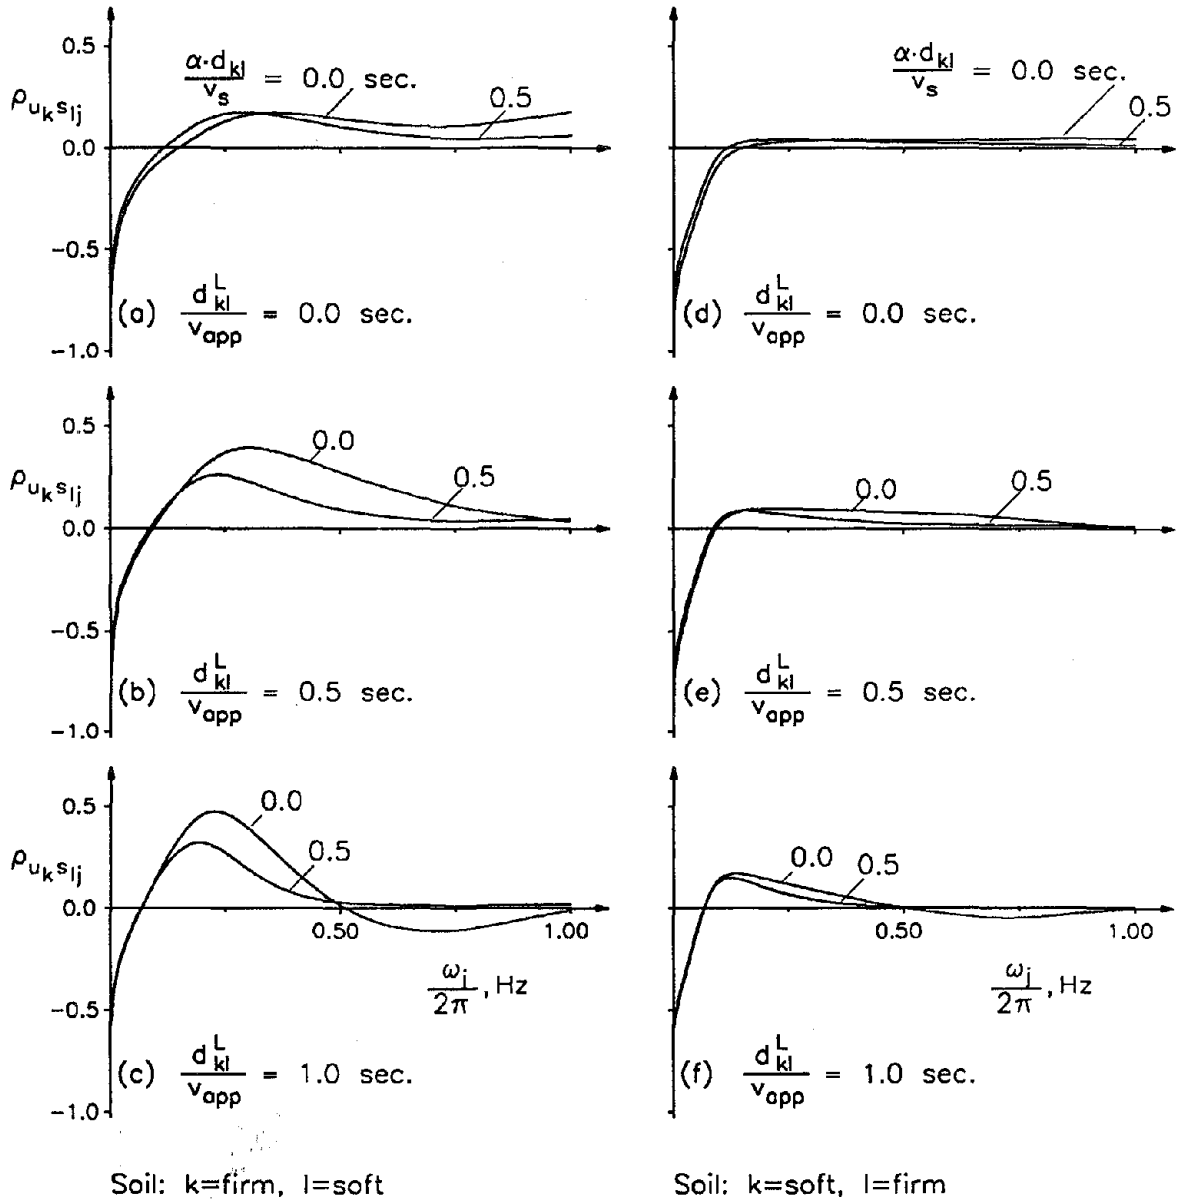 0.5
0.0
−0.5
−1.0
ρ_{u_k s_{lj}}
α·d_{kl}/v_s = 0.0 sec.
0.5
(a) d_{kl}^L/v_{app} = 0.0 sec.
α·d_{kl}/v_s = 0.0 sec.
0.5
(d) d_{kl}^L/v_{app} = 0.0 sec.
0.5
0.0
−0.5
−1.0
ρ_{u_k s_{lj}}
0.0
0.5
(b) d_{kl}^L/v_{app} = 0.5 sec.
0.0
0.5
(e) d_{kl}^L/v_{app} = 0.5 sec.
0.5
0.0
−0.5
−1.0
ρ_{u_k s_{lj}}
0.0
0.5
0.50
1.00
ω_j/2π, Hz
(c) d_{kl}^L/v_{app} = 1.0 sec.
0.0
0.5
0.50
1.00
ω_j/2π, Hz
(f) d_{kl}^L/v_{app} = 1.0 sec.
Soil: k=firm, l=soft
Soil: k=soft, l=firm